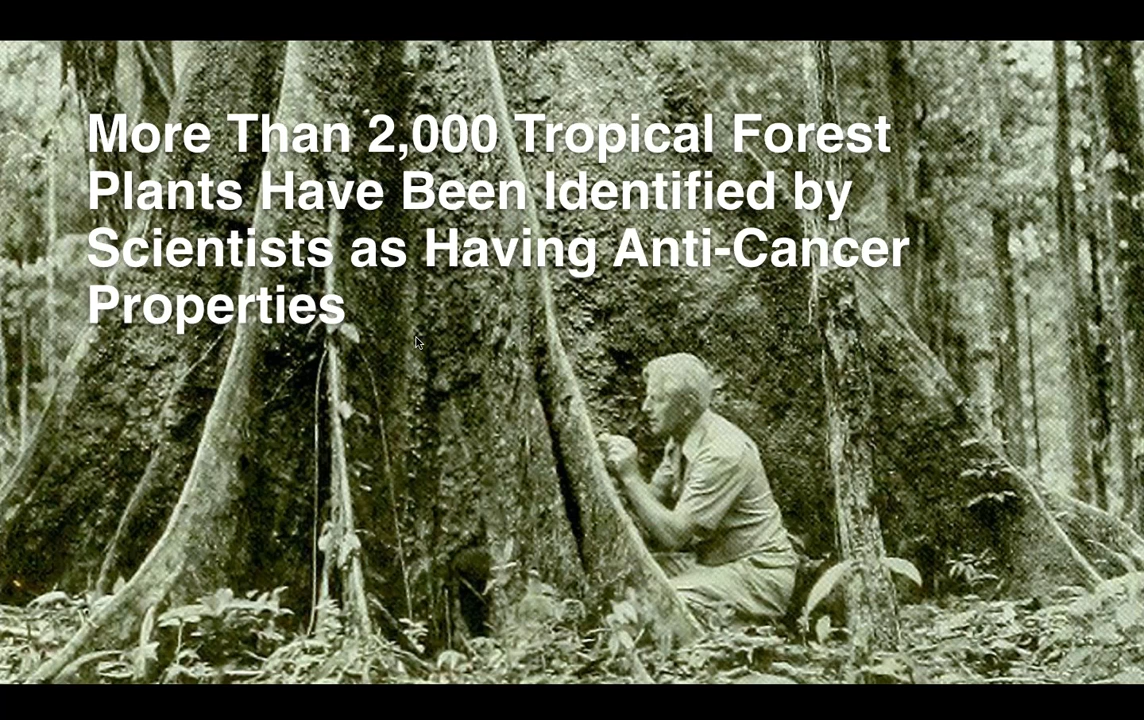 More Than 2,000 Tropical Forest
Plants Have Been Identified by
Scientists as Having Anti-Cancer
Properties